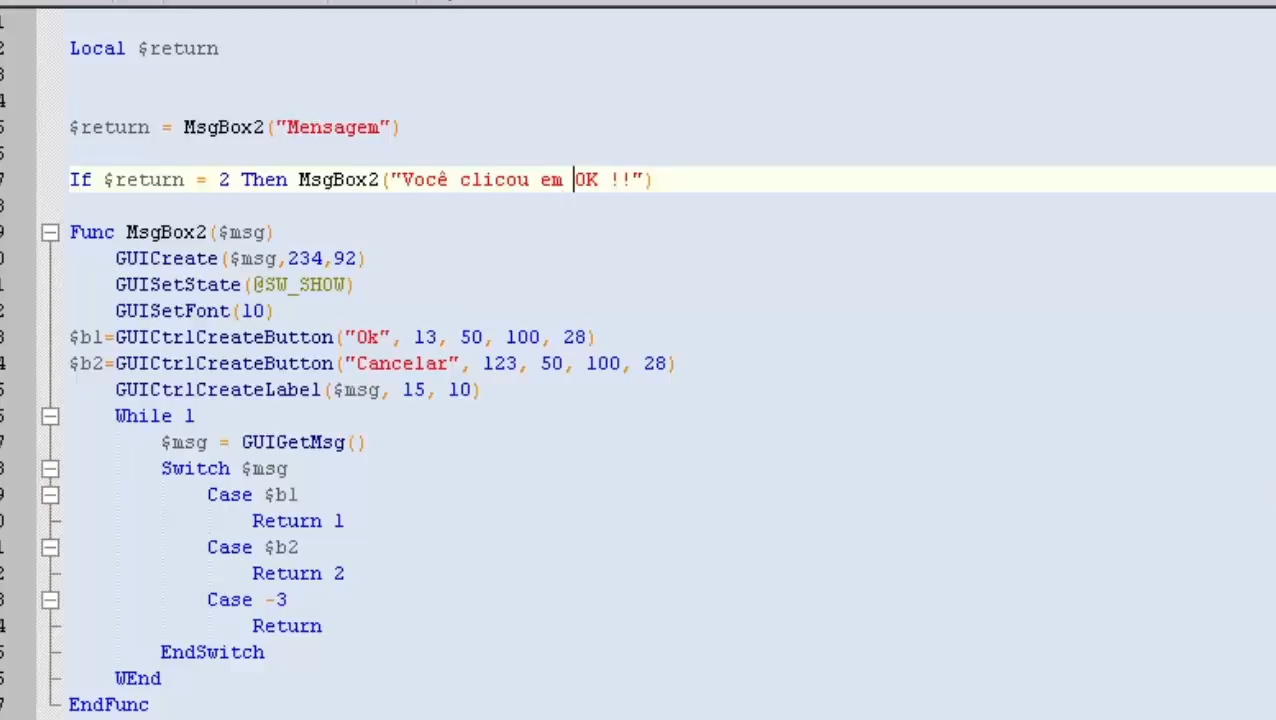 Local $return
$return = MsgBox2("Mensagem")
If $return = 2 Then MsgBox2("Você clicou em OK !!")
Func MsgBox2($msg)
GUICreate($msg,234,92)
GUISetState(@SW_SHOW)
GUISetFont(10)
$b1=GUICtrlCreateButton("Ok", 13, 50, 100, 28)
$b2=GUICtrlCreateButton("Cancelar", 123, 50, 100, 28)
GUICtrlCreateLabel($msg, 15, 10)
While 1
$msg = GUIGetMsg()
Switch $msg
Case $b1
Return 1
Case $b2
Return 2
Case -3
Return
EndSwitch
WEnd
EndFunc